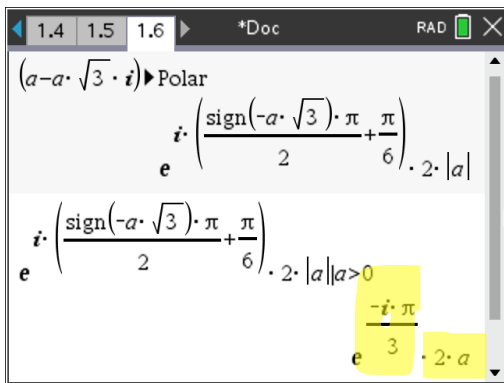 1.4 1.5 1.6 *Doc RAD
(a−a·√3·i)▶Polar
e^(i·(sign(−a·√3)·π/2+π/6))·2·|a|
e^(i·(sign(−a·√3)·π/2+π/6))·2·|a||a>0
e^(−i·π/3)·2·a